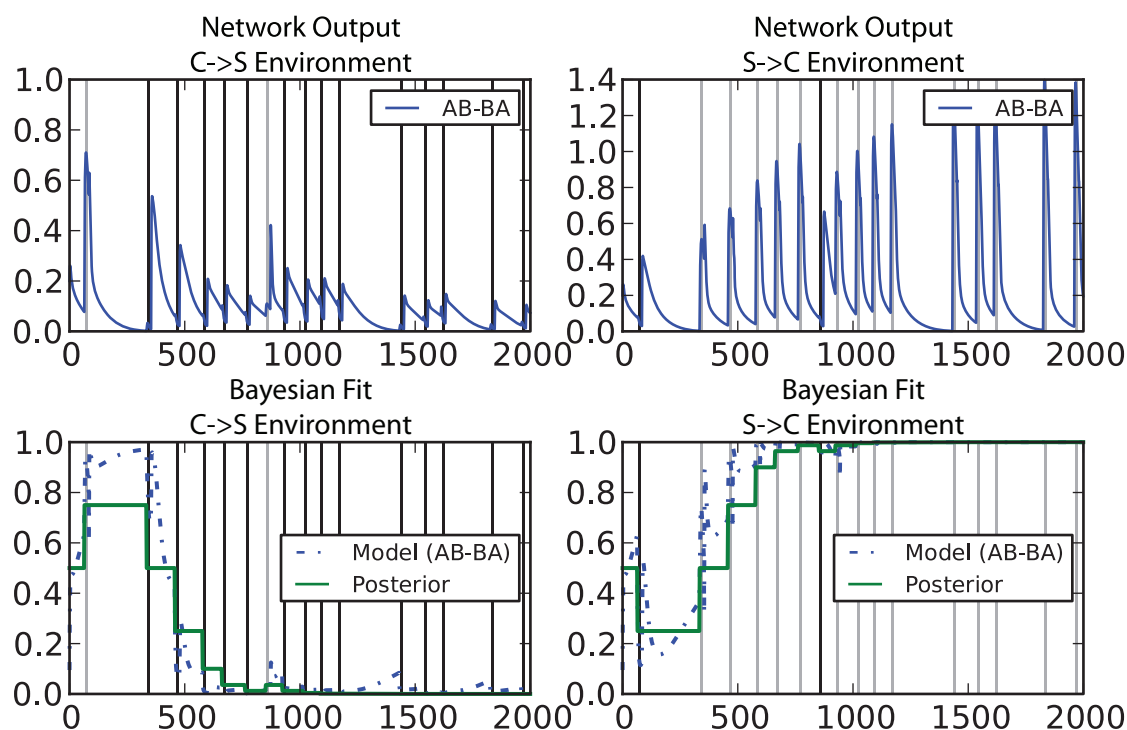 Network Output
C->S Environment
1.0
0.8
0.6
0.4
0.2
0.0
0 500 1000 1500 2000
AB-BA
Network Output
S->C Environment
1.4
1.2
1.0
0.8
0.6
0.4
0.2
0.0
0 500 1000 1500 2000
AB-BA
Bayesian Fit
C->S Environment
1.0
0.8
0.6
0.4
0.2
0.0
0 500 1000 1500 2000
Model (AB-BA)
Posterior
Bayesian Fit
S->C Environment
1.0
0.8
0.6
0.4
0.2
0.0
0 500 1000 1500 2000
Model (AB-BA)
Posterior